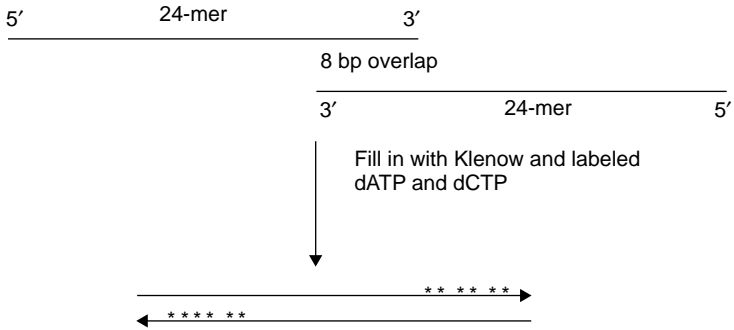 5′ 24-mer 3′
8 bp overlap
3′ 24-mer 5′
Fill in with Klenow and labeled
dATP and dCTP
* * * * * *
* * * * * *